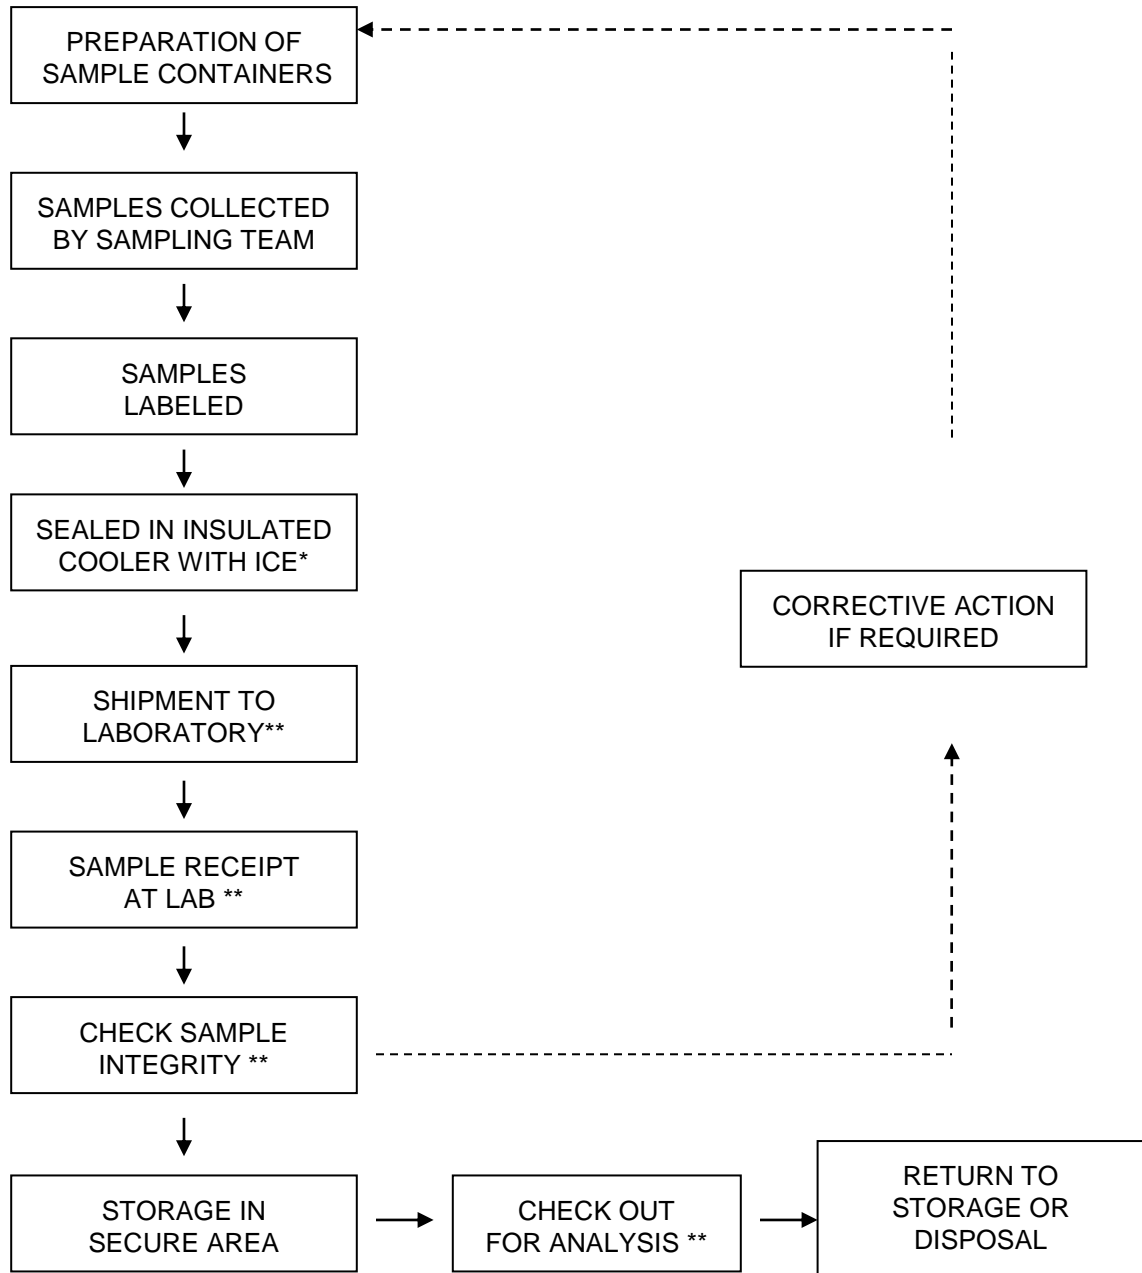 PREPARATION OF
SAMPLE CONTAINERS
SAMPLES COLLECTED
BY SAMPLING TEAM
SAMPLES
LABELED
SEALED IN INSULATED
COOLER WITH ICE*
CORRECTIVE ACTION
IF REQUIRED
SHIPMENT TO
LABORATORY**
SAMPLE RECEIPT
AT LAB **
CHECK SAMPLE
INTEGRITY **
STORAGE IN
SECURE AREA
CHECK OUT
FOR ANALYSIS **
RETURN TO
STORAGE OR
DISPOSAL